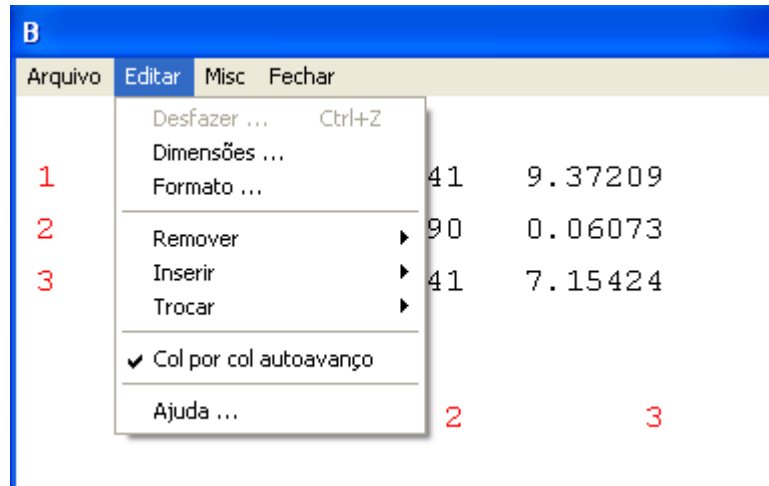 B
Arquivo Editar Misc Fechar
Desfazer ... Ctrl+Z
Dimensões ...
1 41 9.37209
Formato ...
2 90 0.06073
Remover
3 Inserir 41 7.15424
Trocar
Col por col autoavanço
Ajuda ... 2 3